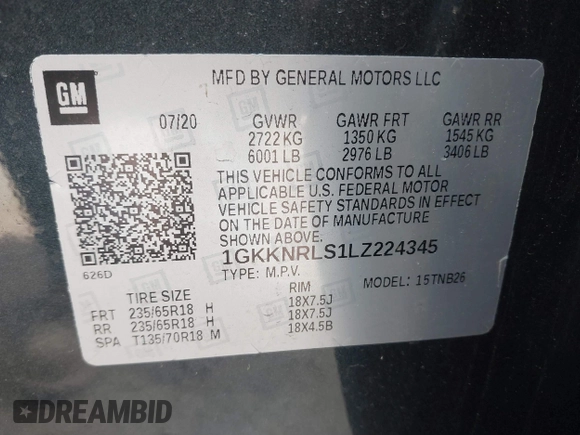 GM
MFD BY GENERAL MOTORS LLC
07/20 GVWR GAWR FRT GAWR RR
2722 KG 1350 KG 1545 KG
6001 LB 2976 LB 3406 LB
THIS VEHICLE CONFORMS TO ALL
APPLICABLE U.S. FEDERAL MOTOR
VEHICLE SAFETY STANDARDS IN EFFECT
ON THE DATE OF MANUFACTURE
SHOWN ABOVE.
626D 1GKKNRLS1LZ224345
TYPE: M.P.V. MODEL: 15TNB26
TIRE SIZE RIM
FRT 235/65R18 H 18X7.5J
RR 235/65R18 H 18X7.5J
SPA T135/70R18 M 18X4.5B
DREAMBID